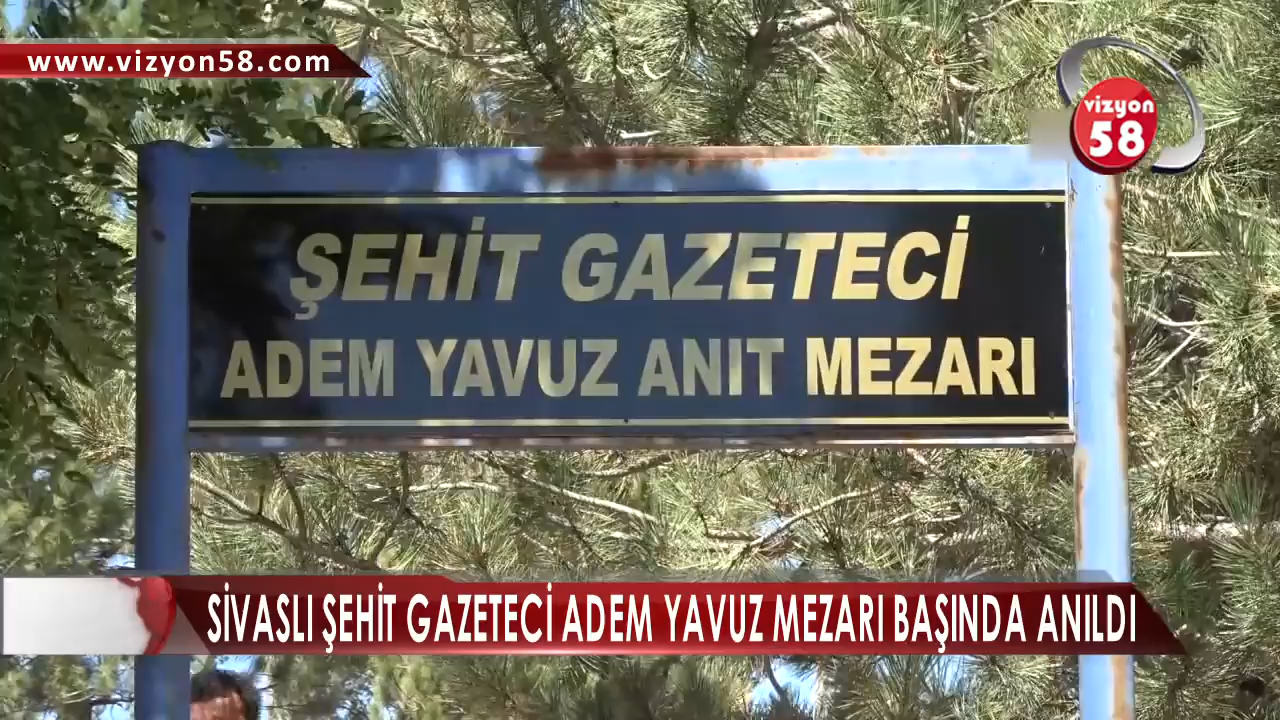 www.vizyon58.com
vizyon
58
ŞEHİT GAZETECİ
ADEM YAVUZ ANIT MEZARI
SİVASLI ŞEHİT GAZETECİ ADEM YAVUZ MEZARI BAŞINDA ANILDI